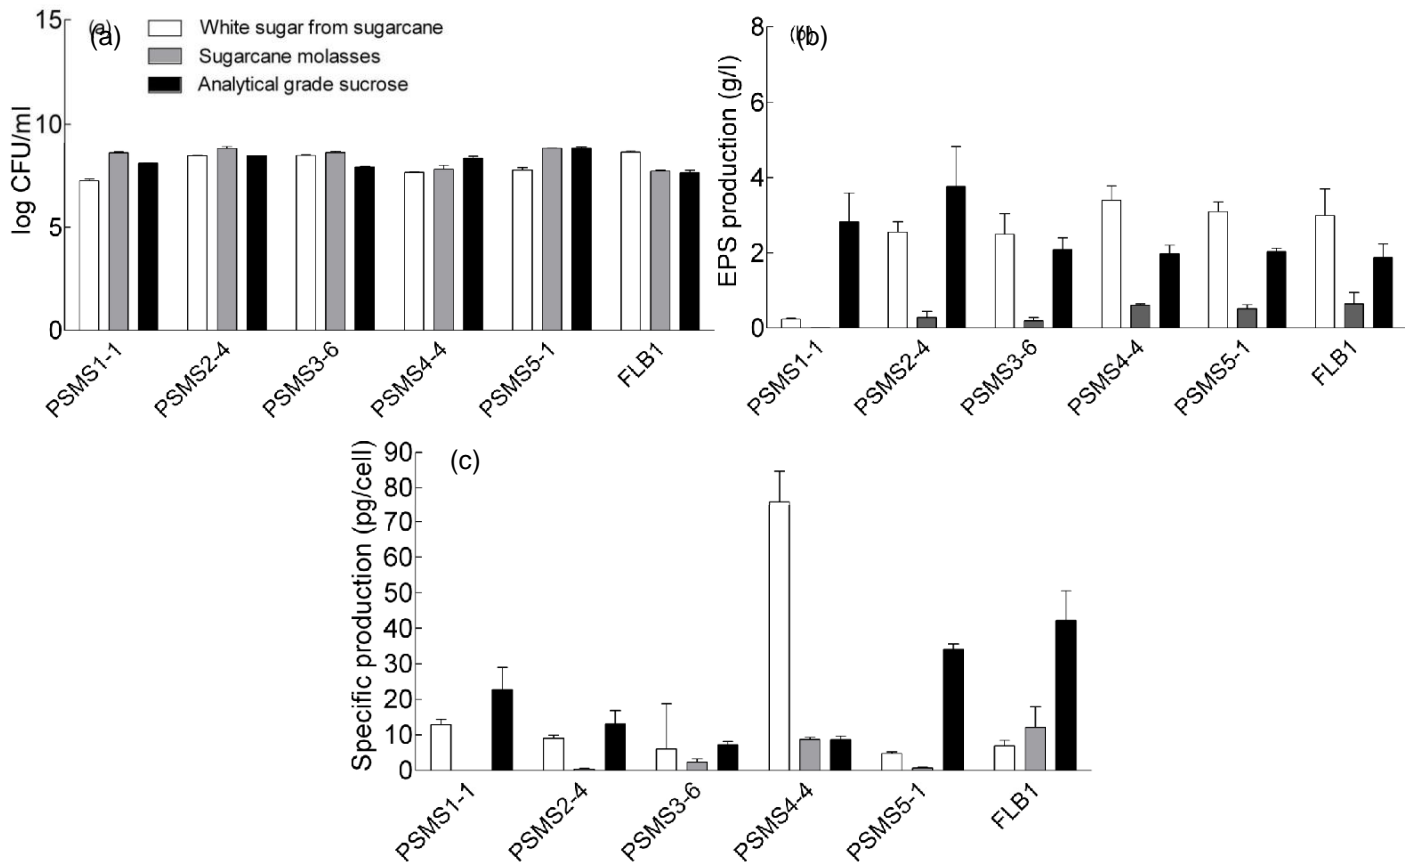 (a)
(a)
White sugar from sugarcane
Sugarcane molasses
Analytical grade sucrose
log CFU/ml
15
10
5
0
PSMS1-1
PSMS2-4
PSMS3-6
PSMS4-4
PSMS5-1
FLB1
(b)
(b)
EPS production (g/l)
8
6
4
2
0
PSMS1-1
PSMS2-4
PSMS3-6
PSMS4-4
PSMS5-1
FLB1
(c)
Specific production (pg/cell)
90
80
70
60
50
40
30
20
10
0
PSMS1-1
PSMS2-4
PSMS3-6
PSMS4-4
PSMS5-1
FLB1